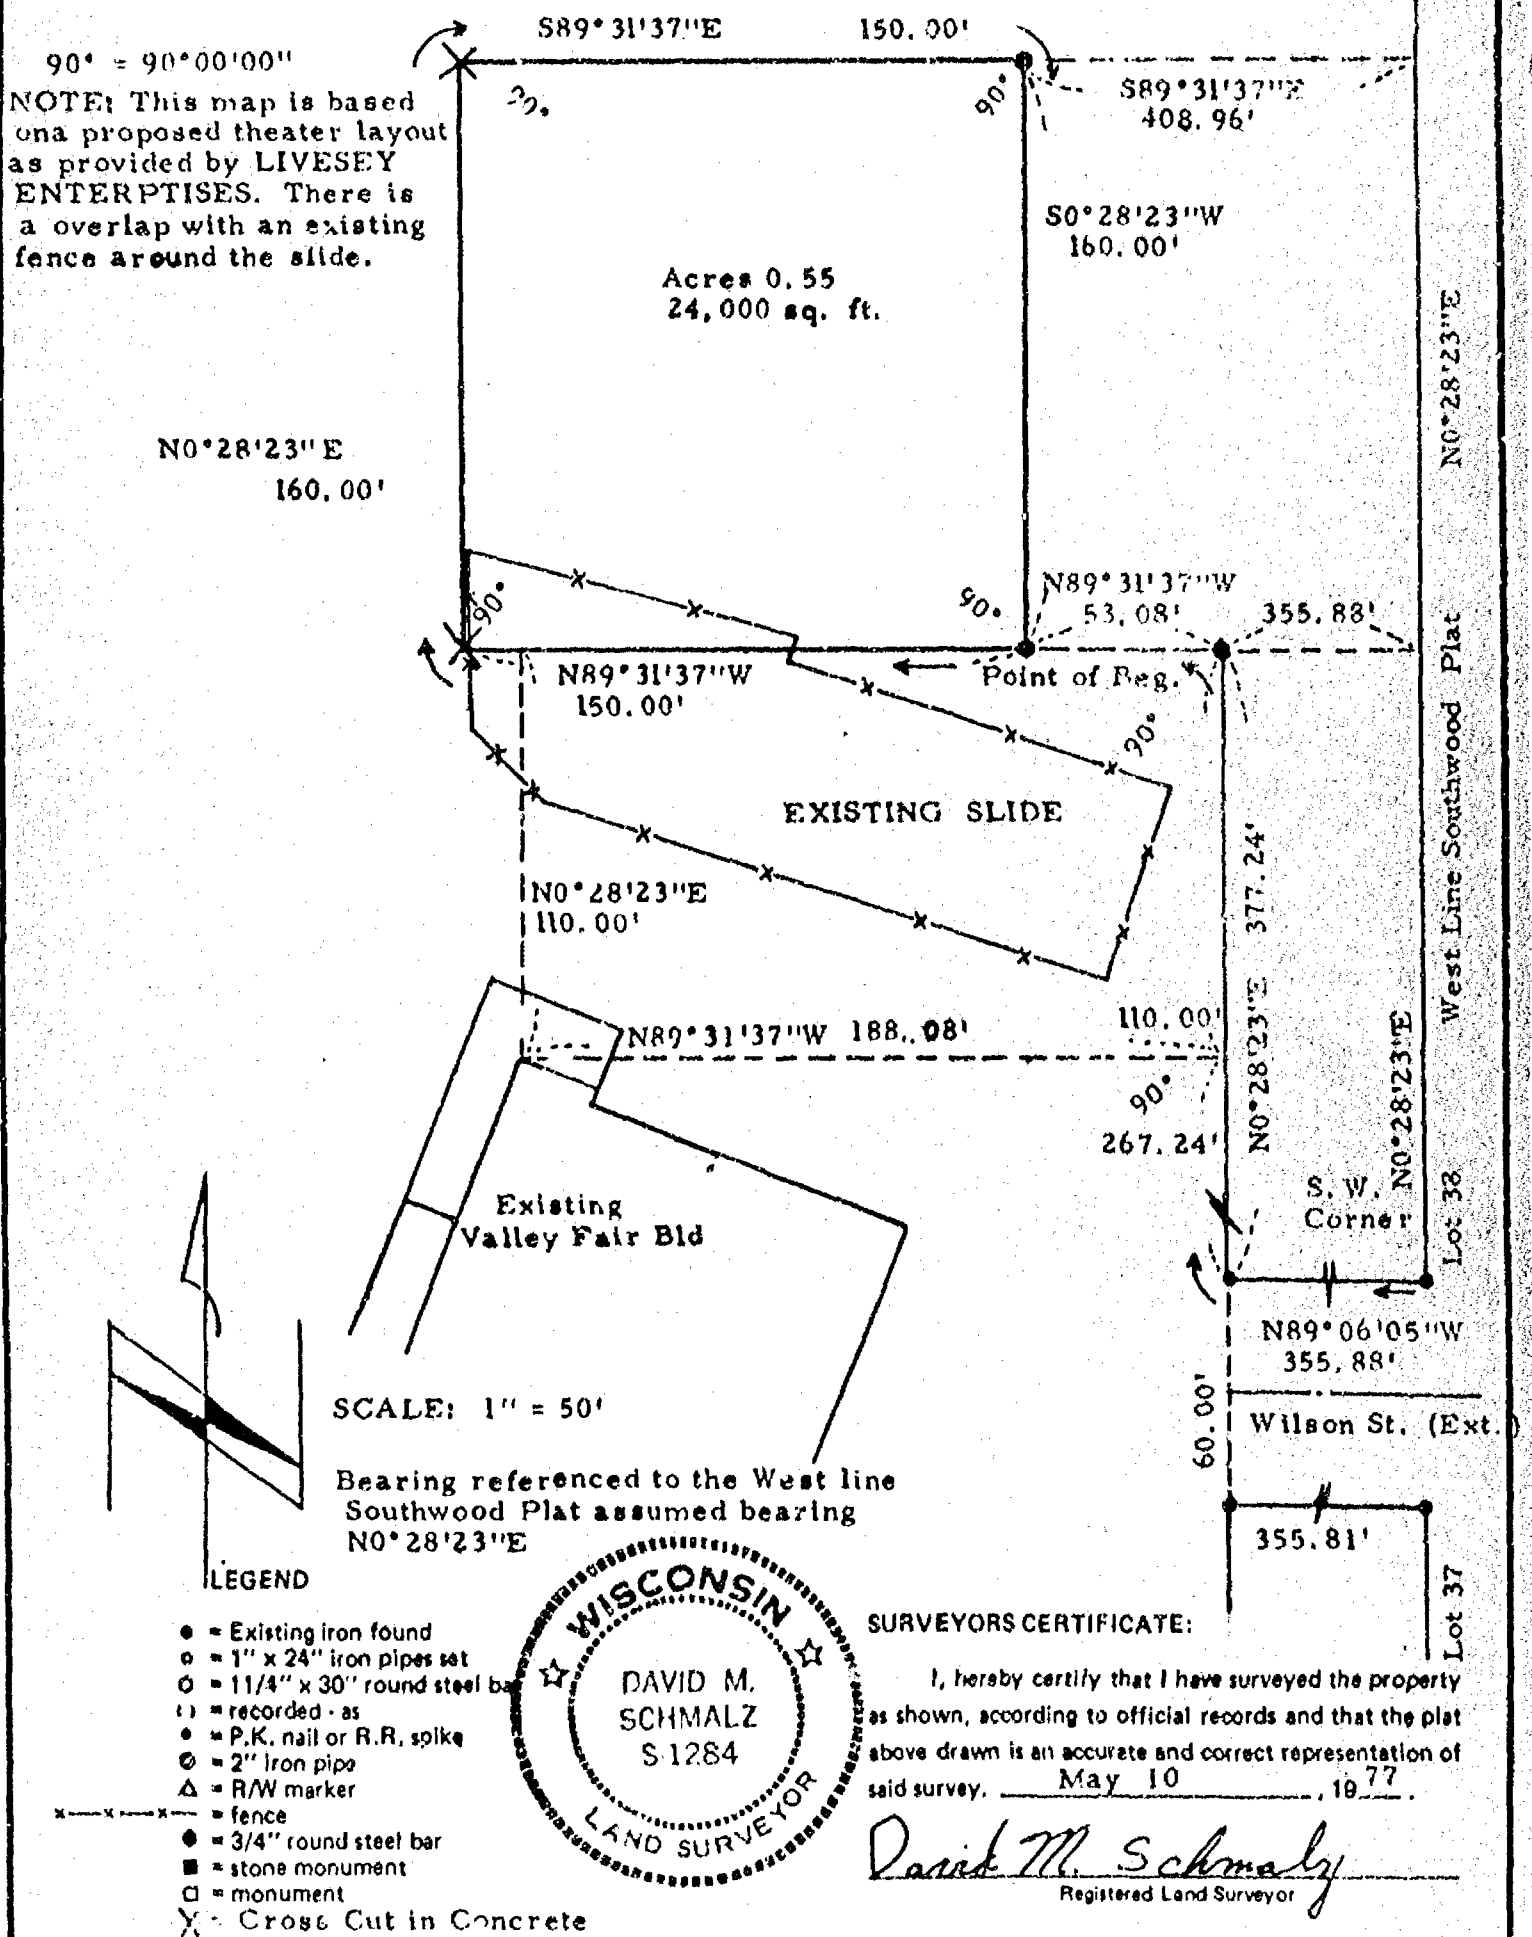 S89°31'37"E 150.00'
90° = 90°00'00"
NOTE: This map is based
ona proposed theater layout
as provided by LIVESEY
ENTERPTISES. There is
a overlap with an existing
fence around the slide.
90°
90°
S89°31'37"E
408.96'
S0°28'23"W
160.00'
Acres 0.55
24,000 sq. ft.
N0°28'23"E
N0°28'23"E
160.00'
90°
90°
N89°31'37"W
53.08'
355.88'
N89°31'37"W
150.00'
Point of Beg.
90°
West Line Southwood Plat
EXISTING SLIDE
N0°28'23"E 377.24'
N0°28'23"E
110.00'
N89°31'37"W 188.08'
110.00'
90°
267.24'
N0°28'23"E
S. W.
Corner
Lot 38
Existing
Valley Fair Bld
N89°06'05"W
355.88'
60.00'
Wilson St. (Ext.)
SCALE: 1" = 50'
Bearing referenced to the West line
Southwood Plat assumed bearing
N0°28'23"E
355.81'
Lot 37
LEGEND
= Existing iron found
= 1" x 24" iron pipes set
= 11/4" x 30" round steel ba
( ) = recorded - as
= P.K. nail or R.R. spike
= 2" iron pipe
Δ = R/W marker
x—x—x— = fence
= 3/4" round steel bar
■ = stone monument
= monument
X = Cross Cut in Concrete
WISCONSIN
DAVID M.
SCHMALZ
S-1284
LAND SURVEYOR
SURVEYORS CERTIFICATE:
I, hereby certify that I have surveyed the property
as shown, according to official records and that the plat
above drawn is an accurate and correct representation of
said survey. May 10, 1977.
David M. Schmalz
Registered Land Surveyor